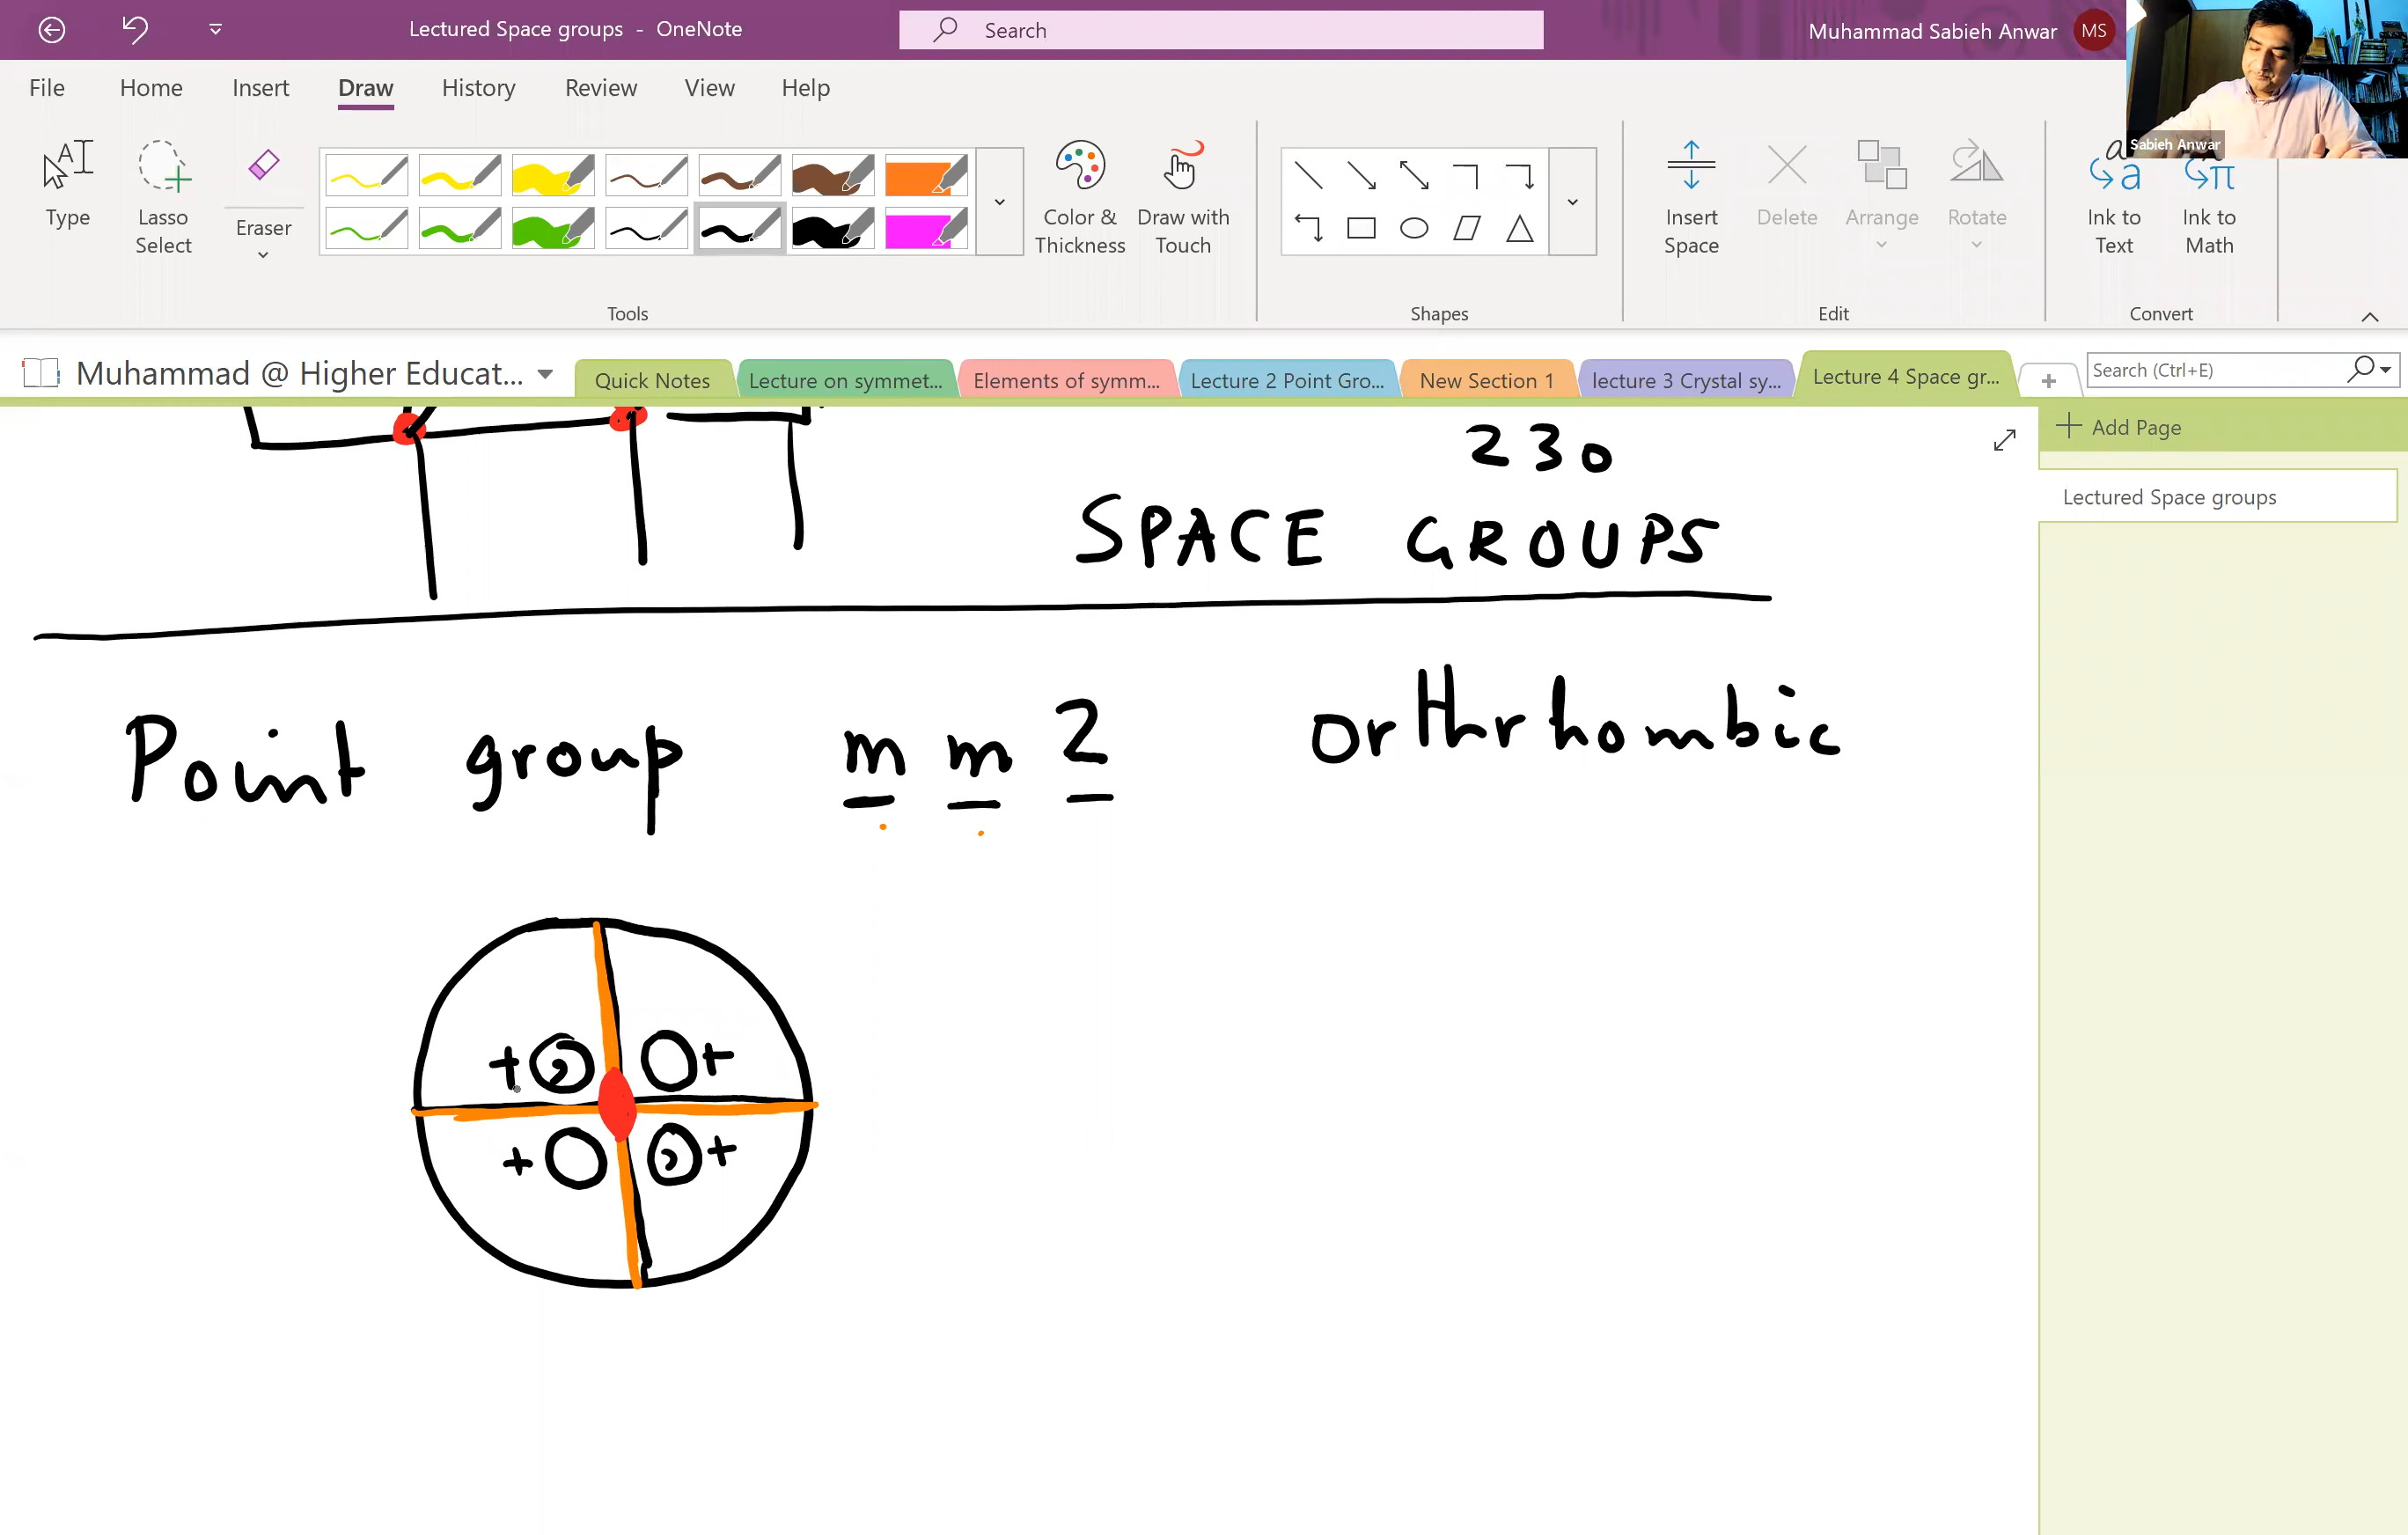 Lectured Space groups - OneNote
Search
Muhammad Sabieh Anwar MS
File Home Insert Draw History Review View Help
Sabieh Anwar
Type
Lasso Select
Eraser
Color & Thickness
Draw with Touch
Insert Space
Delete
Arrange
Rotate
Ink to Text
Ink to Math
Tools
Shapes
Edit
Convert
Muhammad @ Higher Educat...
Quick Notes
Lecture on symmet...
Elements of symm...
Lecture 2 Point Gro...
New Section 1
lecture 3 Crystal sy...
Lecture 4 Space gr...
+
Search (Ctrl+E)
Add Page
Lectured Space groups
230
SPACE GROUPS
Point group m m 2 orthrhombic
+ , +
+ , +